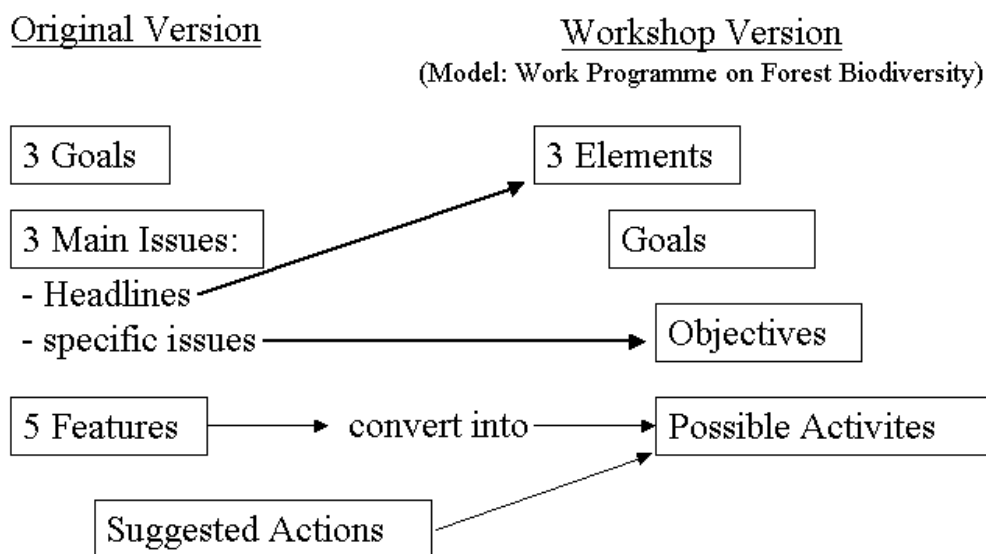 Original Version
Workshop Version
(Model: Work Programme on Forest Biodiversity)
3 Goals
3 Elements
3 Main Issues:
Goals
- Headlines
- specific issues
Objectives
5 Features
convert into
Possible Activites
Suggested Actions